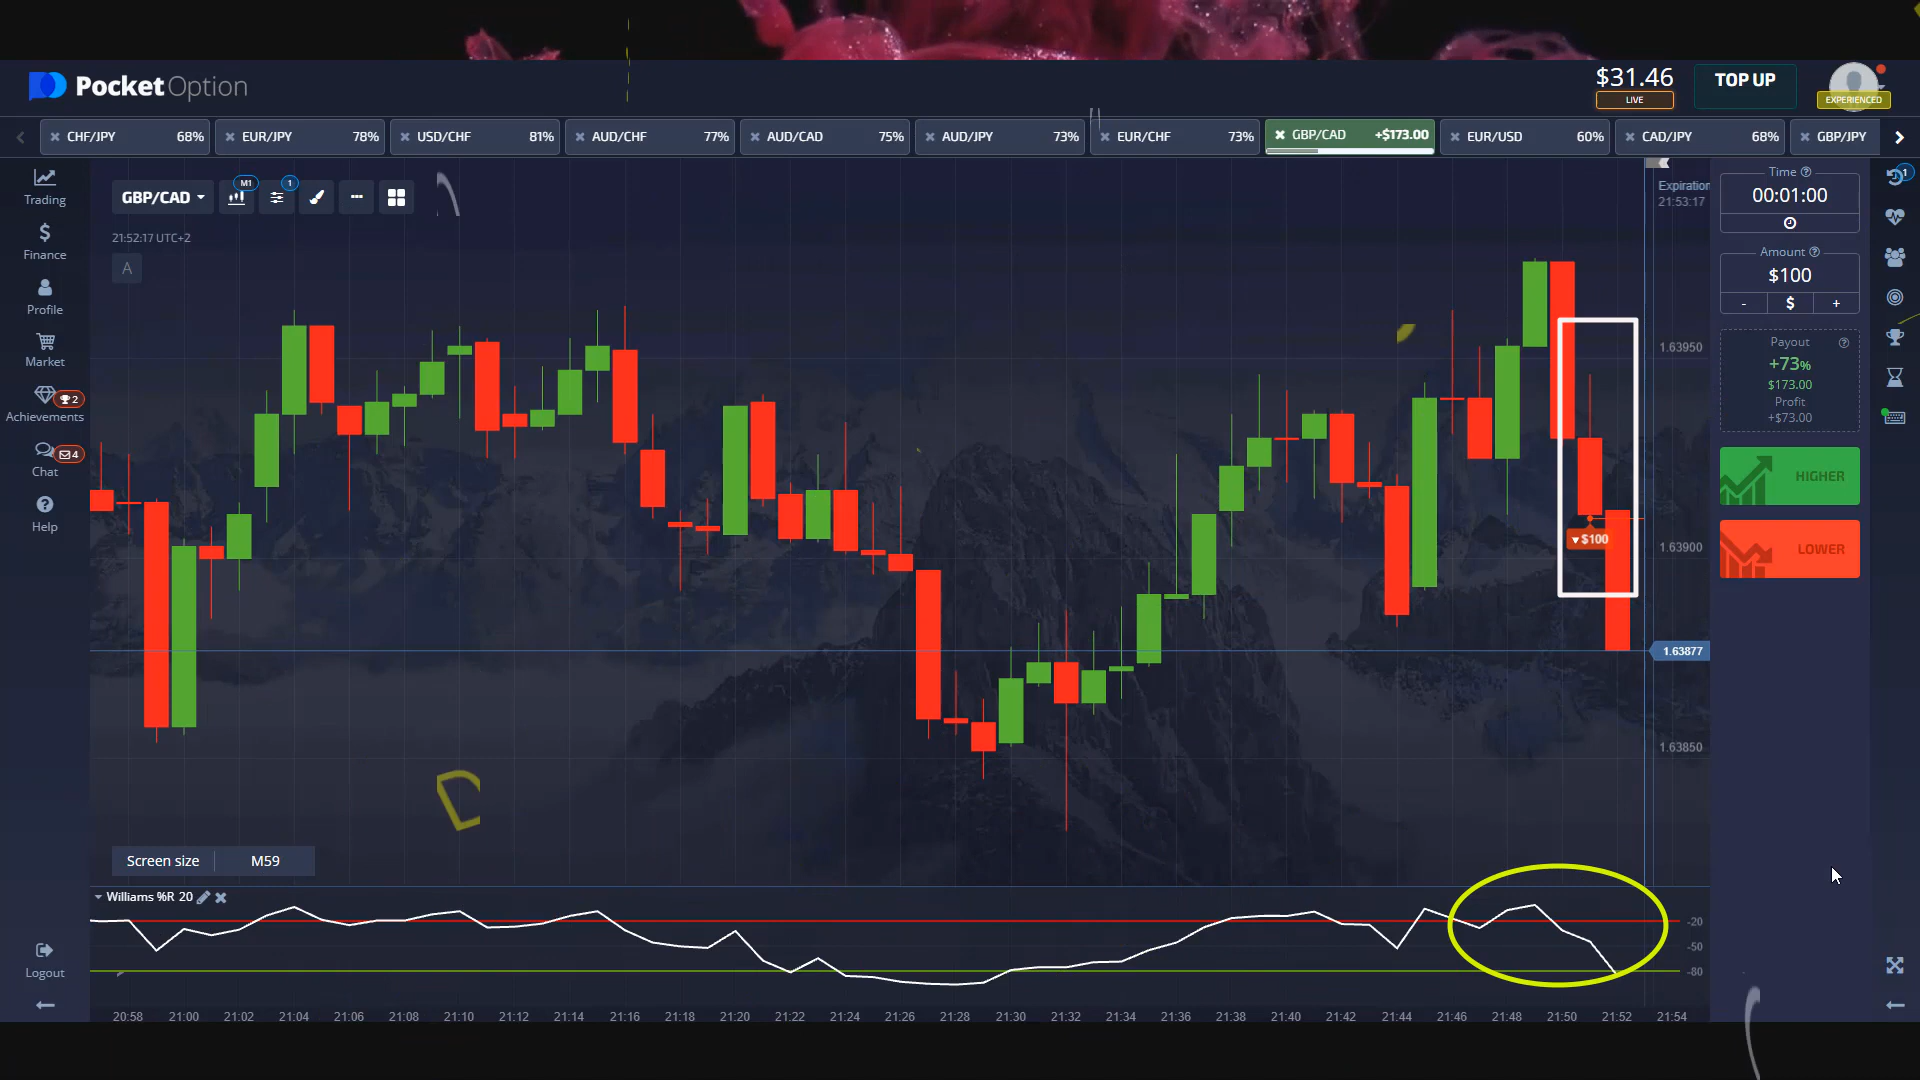 PocketOption
$31.46
LIVE
TOP UP
EXPERIENCED
CHF/JPY 68%
EUR/JPY 78%
USD/CHF 81%
AUD/CHF 77%
AUD/CAD 75%
AUD/JPY 73%
EUR/CHF 73%
GBP/CAD +$173.00
EUR/USD 60%
CAD/JPY 68%
GBP/JPY
Trading
Finance
Profile
Market
Achievements
2
Chat
4
Help
Logout
GBP/CAD
M1
1
21:52:17 UTC+2
A
Expiration
21:53:17
1.63950
1.63900
1.63877
1.63850
$100
Time
00:01:00
Amount
$100
- $ +
Payout
+73%
$173.00
Profit
+$73.00
HIGHER
LOWER
1
Screen size M59
Williams %R 20
-20
-50
-80
20:58 21:00 21:02 21:04 21:06 21:08 21:10 21:12 21:14 21:16 21:18 21:20 21:22 21:24 21:26 21:28 21:30 21:32 21:34 21:36 21:38 21:40 21:42 21:44 21:46 21:48 21:50 21:52 21:54